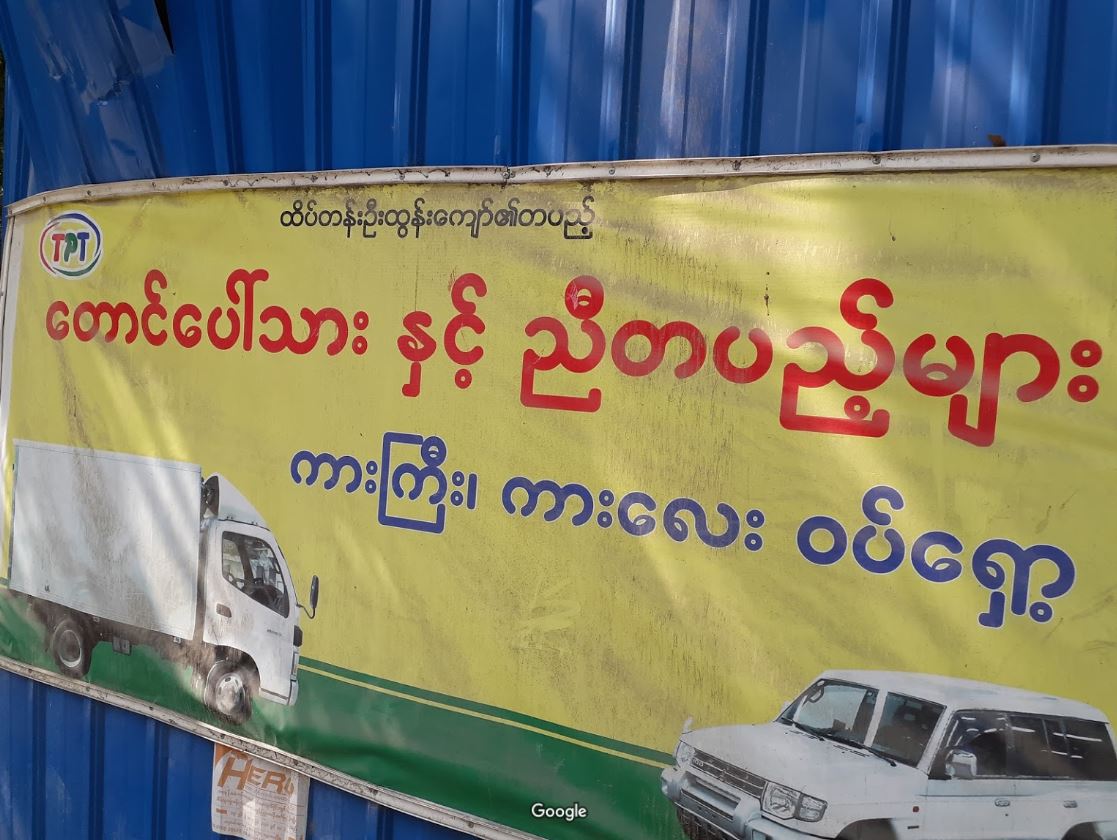 ထိပ်တန်းဦးထွန်းကျော်၏တပည့်
TPT
တောင်ပေါ်သား နှင့် ညီတပည့်များ
ကားကြီး၊ ကားလေး ဝပ်ရှော့
HERO
Google